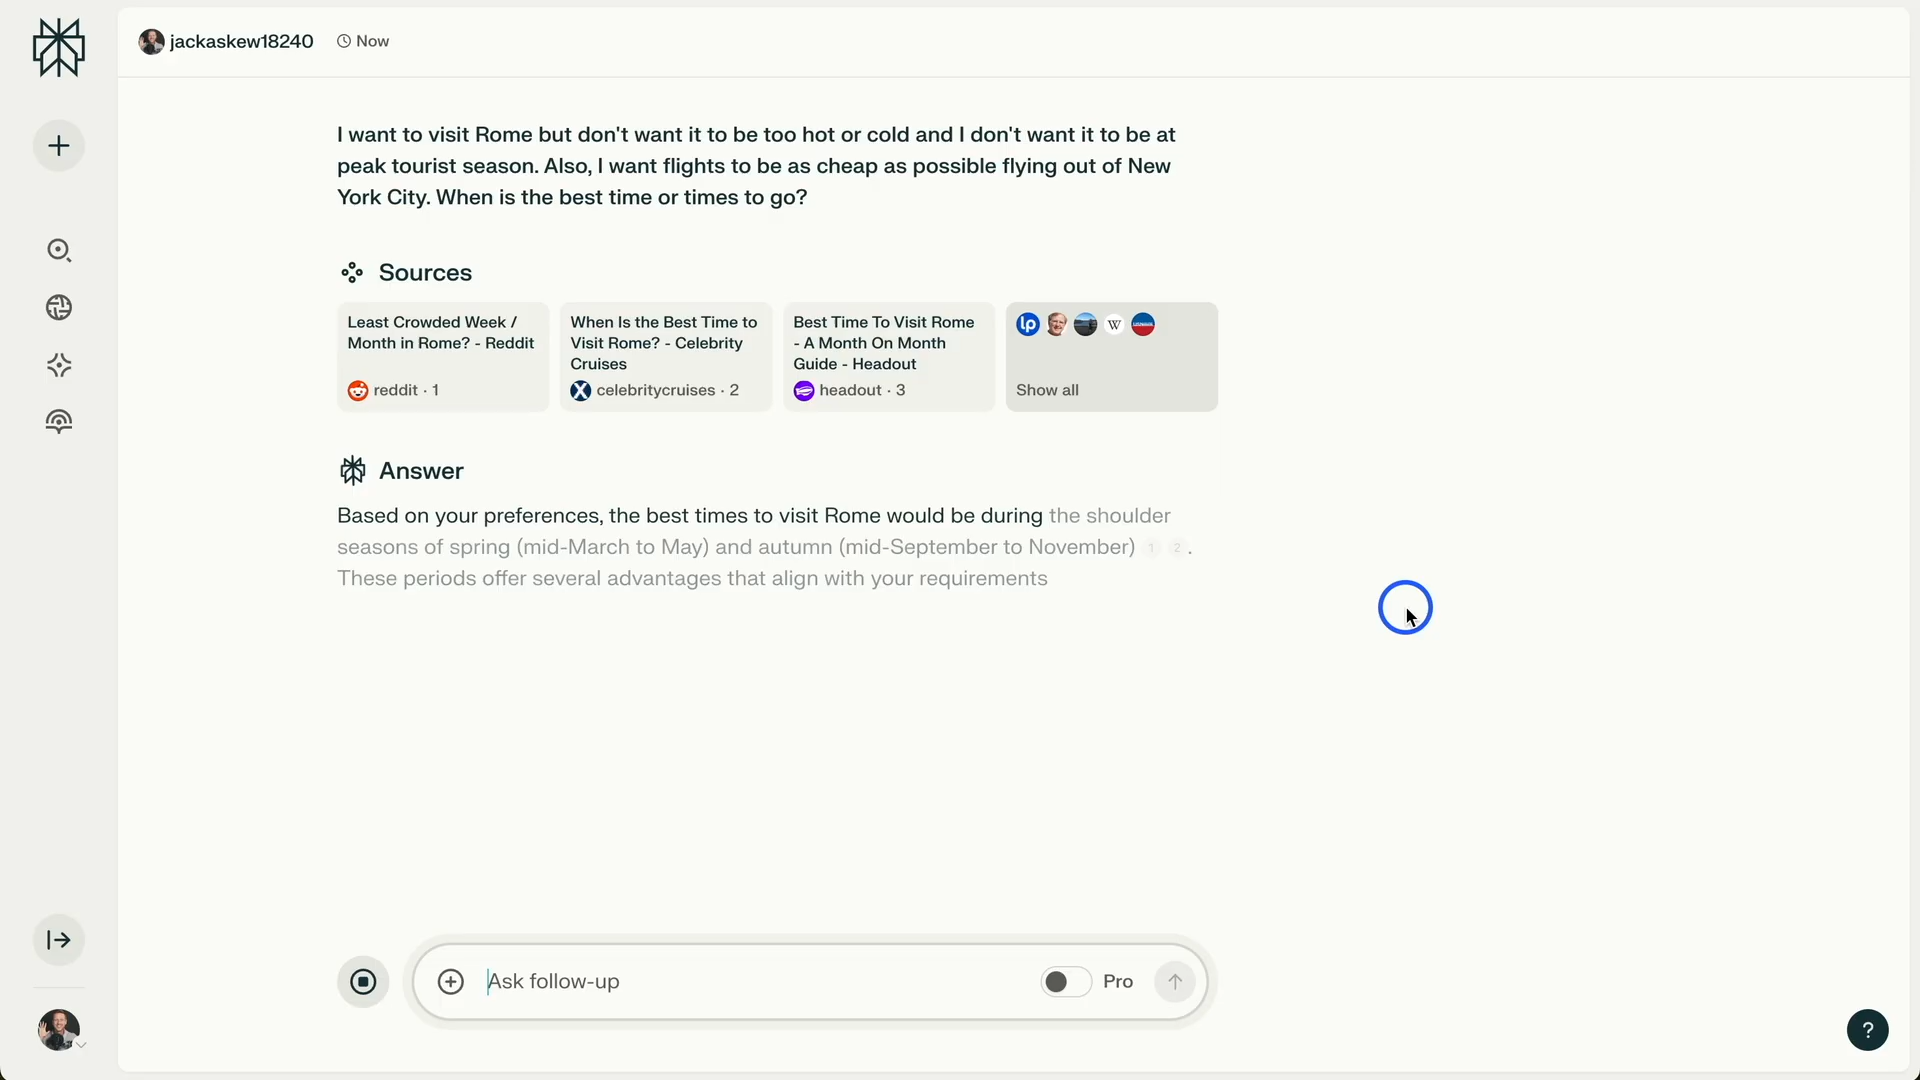 jackaskew18240 Now
I want to visit Rome but don't want it to be too hot or cold and I don't want it to be at
peak tourist season. Also, I want flights to be as cheap as possible flying out of New
York City. When is the best time or times to go?
Sources
Least Crowded Week /
Month in Rome? - Reddit
reddit · 1
When Is the Best Time to
Visit Rome? - Celebrity
Cruises
celebritycruises · 2
Best Time To Visit Rome
- A Month On Month
Guide - Headout
headout · 3
lp W
Show all
Answer
Based on your preferences, the best times to visit Rome would be during the shoulder
seasons of spring (mid-March to May) and autumn (mid-September to November) 1 2 .
These periods offer several advantages that align with your requirements
Ask follow-up Pro
?